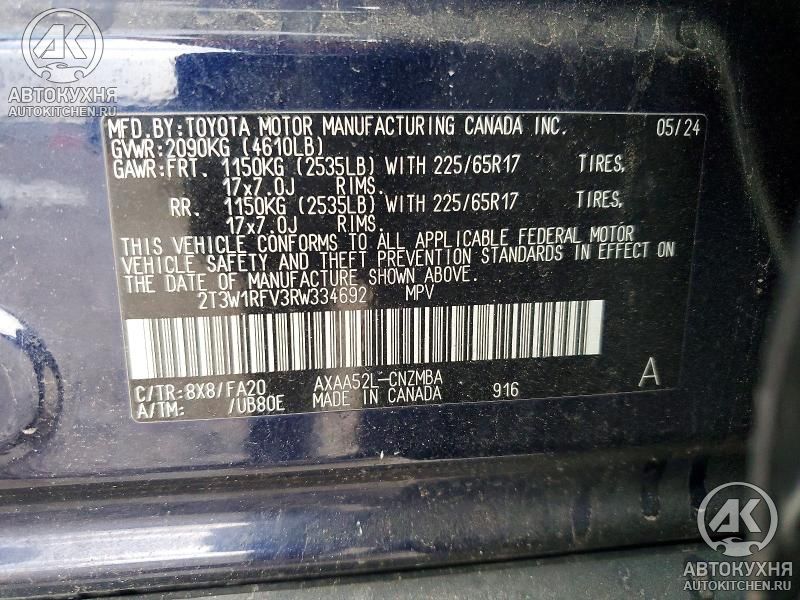 AK
АВТОКУХНЯ
AUTOKITCHEN.RU
MFD.BY:TOYOTA MOTOR MANUFACTURING CANADA INC. 05/24
GVWR:2090KG (4610LB)
GAWR:FRT. 1150KG (2535LB) WITH 225/65R17 TIRES,
17x7.0J RIMS.
RR. 1150KG (2535LB) WITH 225/65R17 TIRES,
17x7.0J RIMS.
THIS VEHICLE CONFORMS TO ALL APPLICABLE FEDERAL MOTOR
VEHICLE SAFETY AND THEFT PREVENTION STANDARDS IN EFFECT ON
THE DATE OF MANUFACTURE SHOWN ABOVE.
2T3W1RFV3RW334692 MPV
C/TR:8X8/FA20 AXAA52L-CNZMBA A
A/TM: /UB80E MADE IN CANADA 916
AK
АВТОКУХНЯ
AUTOKITCHEN.RU